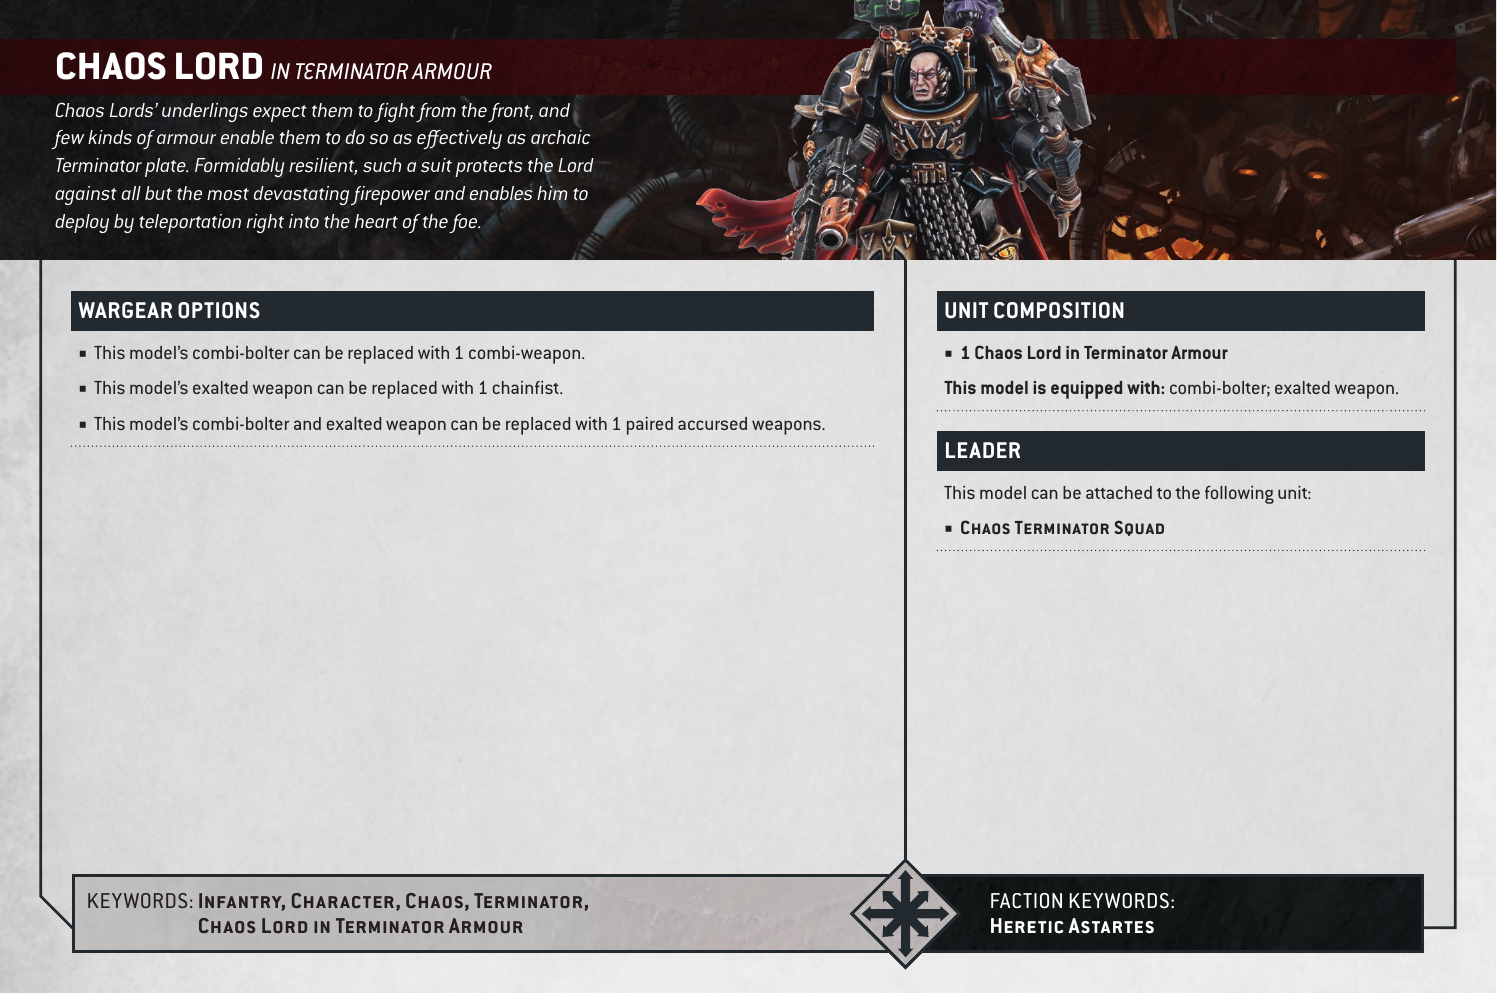 CHAOS LORD IN TERMINATOR ARMOUR
Chaos Lords’ underlings expect them to fight from the front, and
few kinds of armour enable them to do so as effectively as archaic
Terminator plate. Formidably resilient, such a suit protects the Lord
against all but the most devastating firepower and enables him to
deploy by teleportation right into the heart of the foe.
WARGEAR OPTIONS
▪ This model’s combi-bolter can be replaced with 1 combi-weapon.
▪ This model’s exalted weapon can be replaced with 1 chainfist.
▪ This model’s combi-bolter and exalted weapon can be replaced with 1 paired accursed weapons.
UNIT COMPOSITION
▪ 1 Chaos Lord in Terminator Armour
This model is equipped with: combi-bolter; exalted weapon.
LEADER
This model can be attached to the following unit:
▪ Chaos Terminator Squad
KEYWORDS: Infantry, Character, Chaos, Terminator,
Chaos Lord in Terminator Armour
FACTION KEYWORDS:
Heretic Astartes